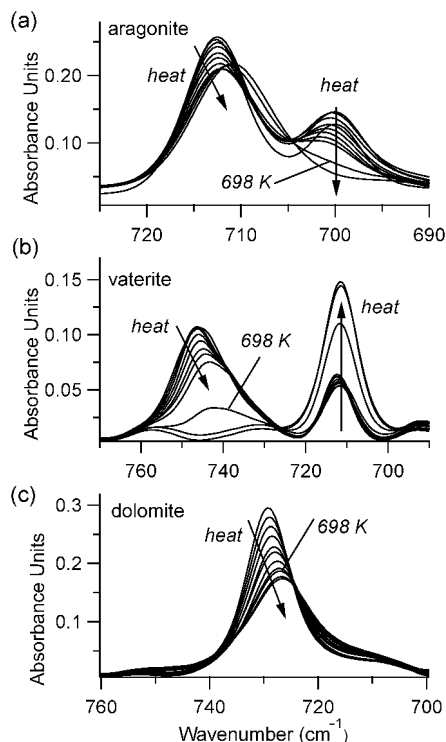 (a)
aragonite
heat
heat
698 K
0.20
0.10
Absorbance Units
720
710
700
690
(b)
vaterite
heat
698 K
heat
0.15
0.10
0.05
Absorbance Units
760
740
720
700
(c)
dolomite
heat
698 K
0.3
0.2
0.1
Absorbance Units
760
740
720
700
Wavenumber (cm⁻¹)